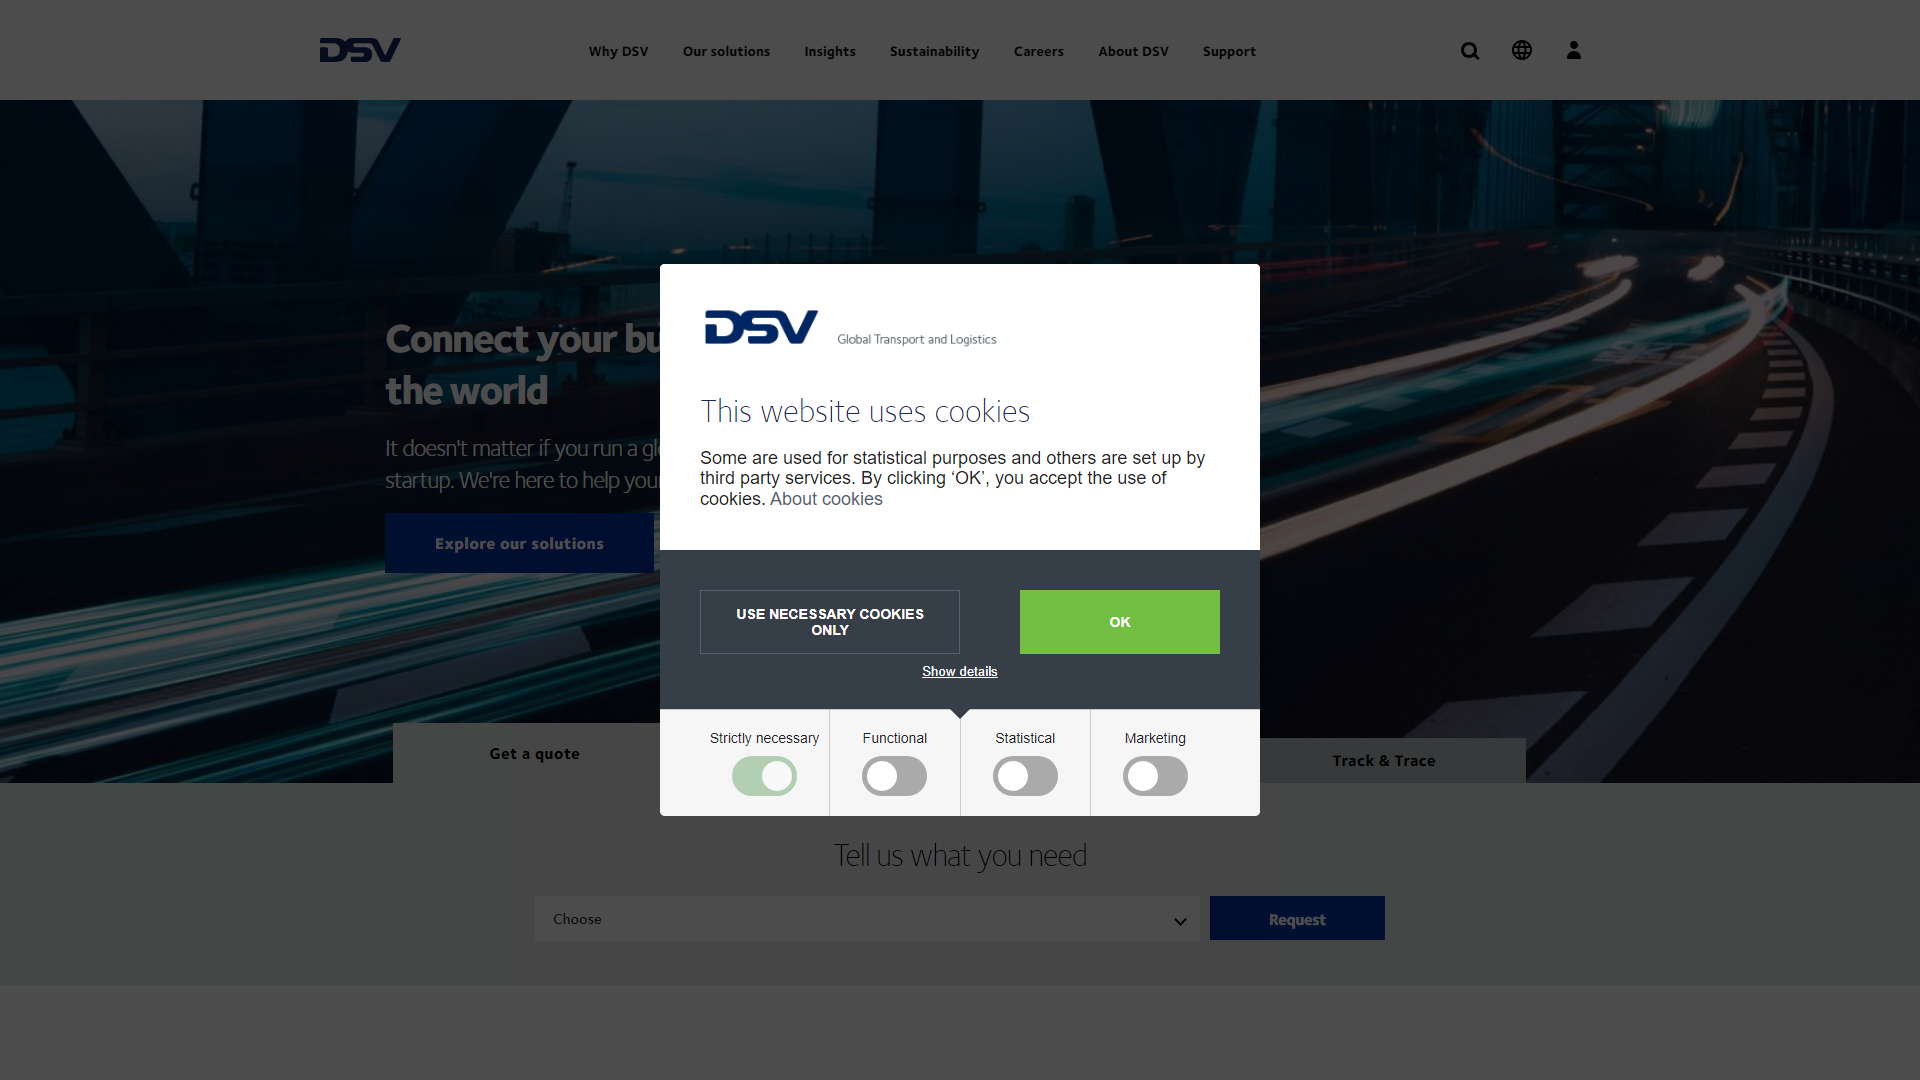 DSV
Why DSV
Our solutions
Insights
Sustainability
Careers
About DSV
Support
Connect your bu
the world
It doesn't matter if you run a gl
startup. We're here to help your
Explore our solutions
DSV Global Transport and Logistics
This website uses cookies
Some are used for statistical purposes and others are set up by
third party services. By clicking ‘OK’, you accept the use of
cookies. About cookies
USE NECESSARY COOKIES
ONLY
OK
Show details
Strictly necessary
Functional
Statistical
Marketing
Get a quote
Track & Trace
Tell us what you need
Choose
Request